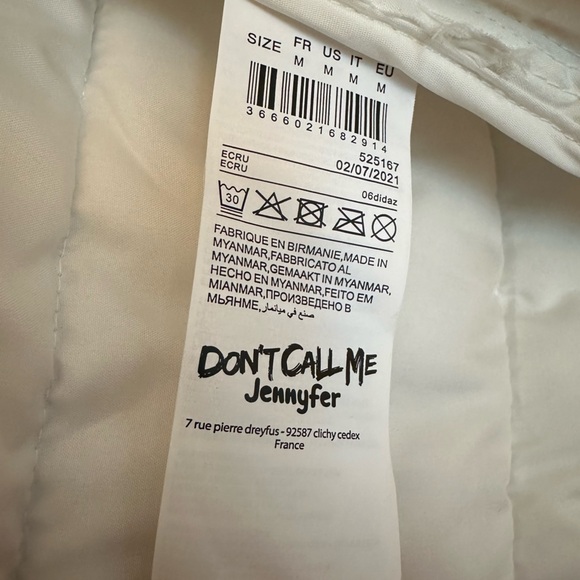 SIZE FR US IT EU
M M M M
3666021682914
ECRU 525167
ECRU 02/07/2021
06didaz
30
FABRIQUE EN BIRMANIE,MADE IN
MYANMAR,FABBRICATO AL
MYANMAR,GEMAAKT IN MYANMAR,
HECHO EN MYANMAR,FEITO EM
MIANMAR,ПРОИЗВЕДЕНО В
МЬЯНМЕ,صنع في ميانمار
DON'T CALL ME
Jennyfer
7 rue pierre dreyfus - 92587 clichy cedex
France